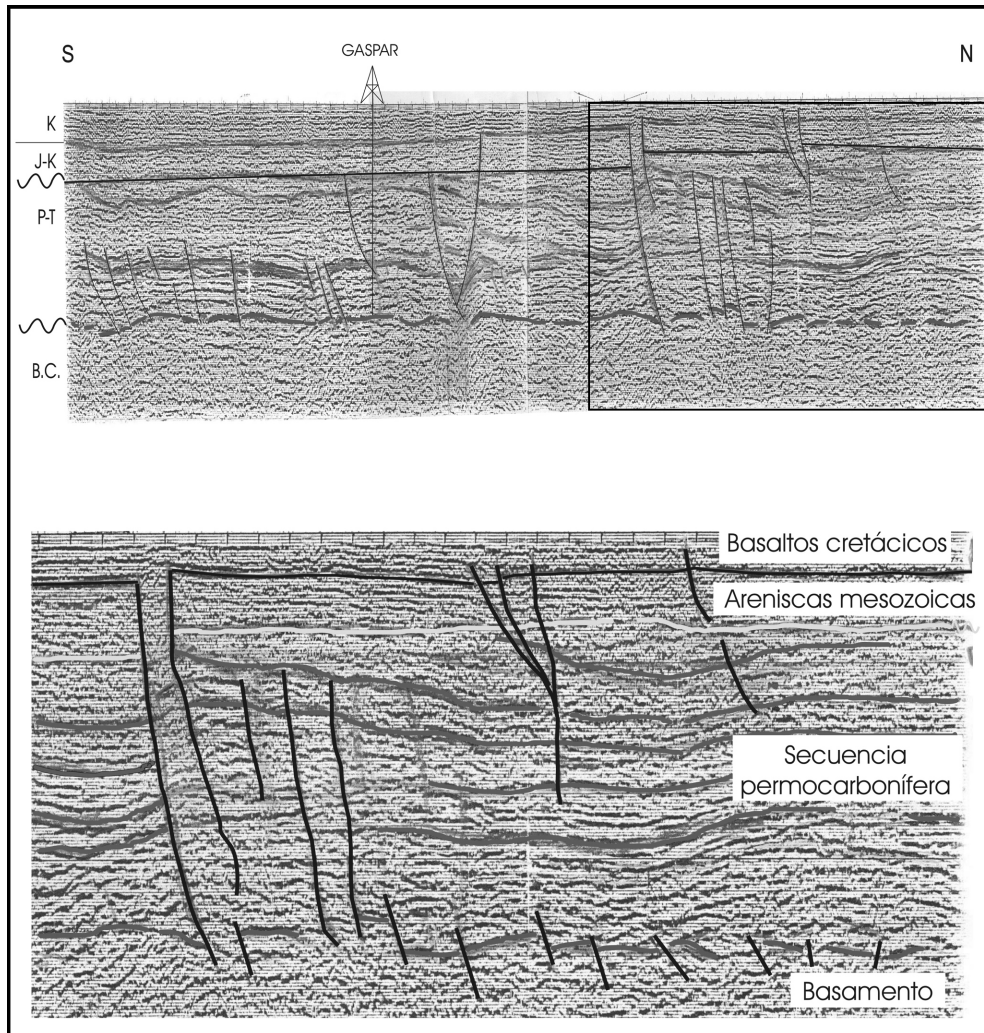 S
GASPAR
N
K
J-K
P-T
B.C.
Basaltos cretácicos
Areniscas mesozoicas
Secuencia
permocarbonífera
Basamento